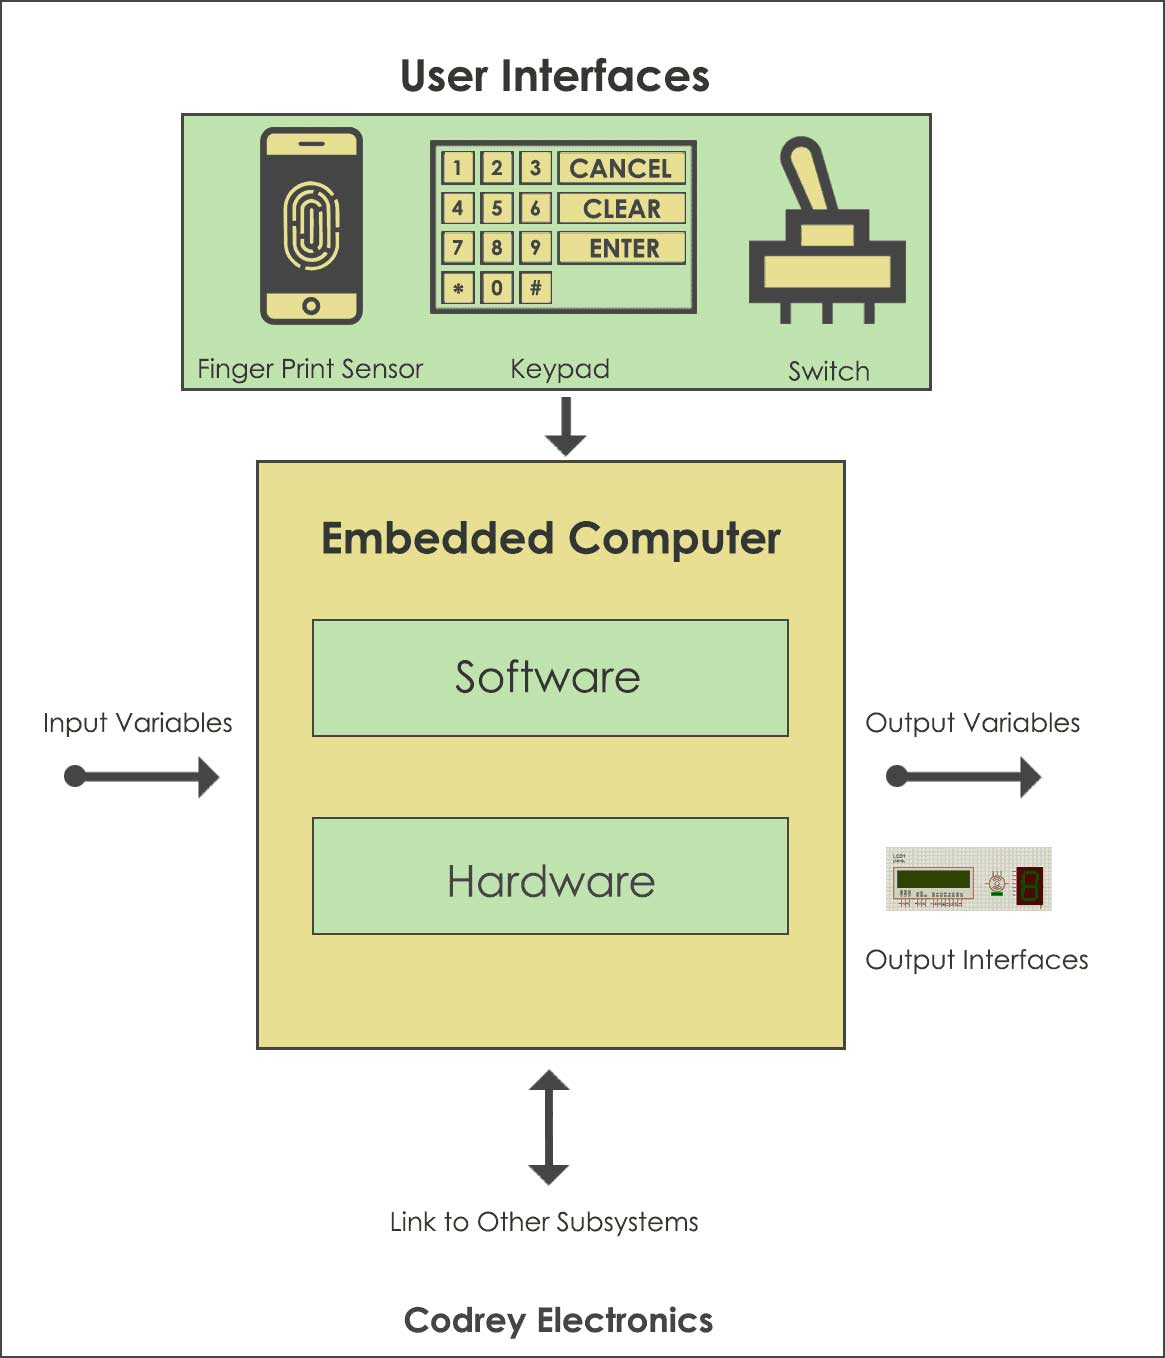 User Interfaces
1 2 3 CANCEL
4 5 6 CLEAR
7 8 9 ENTER
* 0 #
Finger Print Sensor Keypad Switch
Embedded Computer
Software
Input Variables
Output Variables
Hardware
Output Interfaces
Link to Other Subsystems
Codrey Electronics